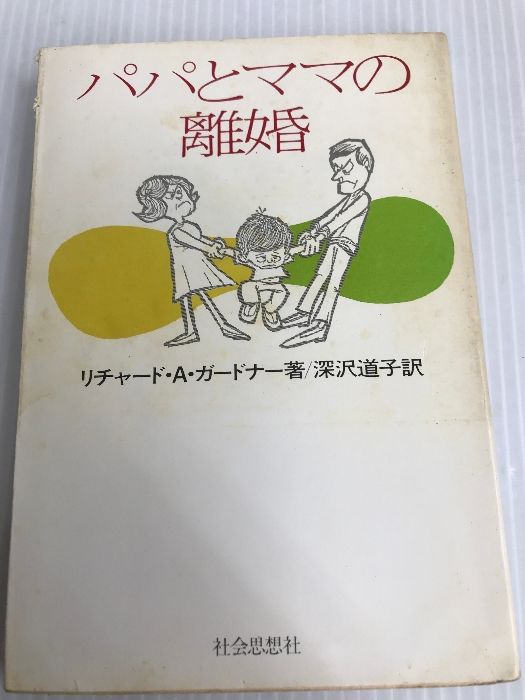 パパとママの
離婚
リチャード・A・ガードナー著/深沢道子訳
社会思想社